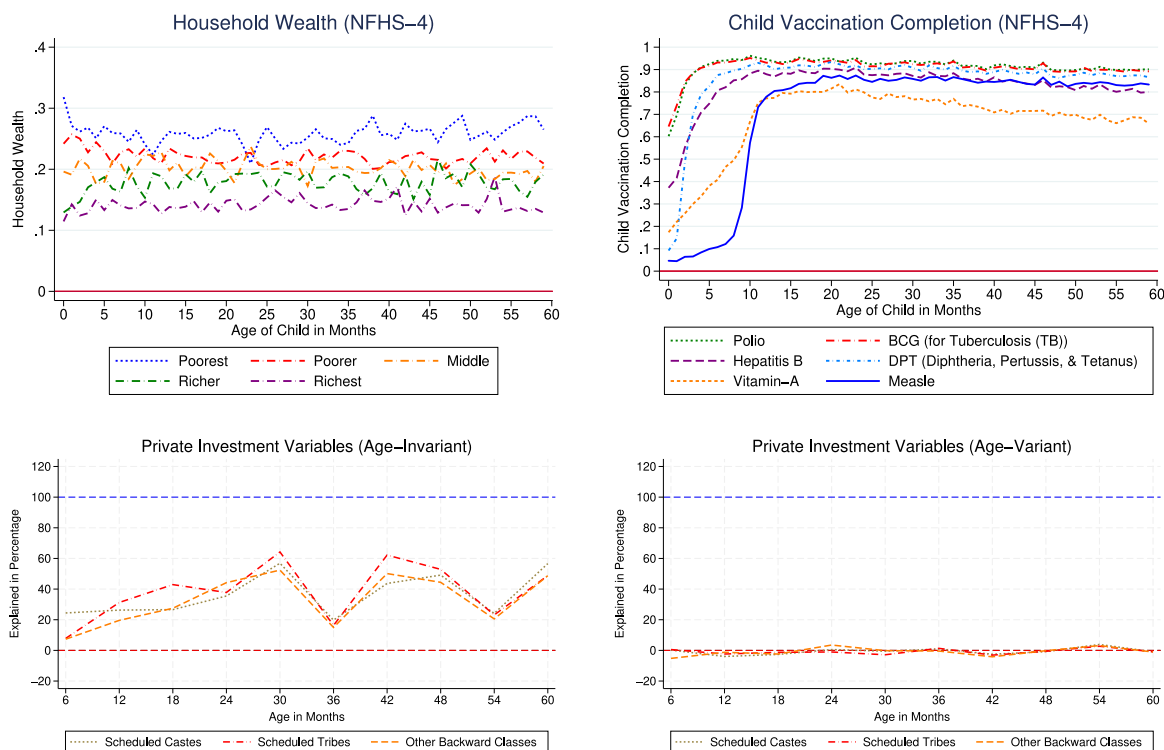 Household Wealth (NFHS−4)
.4
.3
.2
.1
0
Household Wealth
0 5 10 15 20 25 30 35 40 45 50 55 60
Age of Child in Months
Poorest Poorer Middle
Richer Richest
Child Vaccination Completion (NFHS−4)
1
.9
.8
.7
.6
.5
.4
.3
.2
.1
0
Child Vaccination Completion
0 5 10 15 20 25 30 35 40 45 50 55 60
Age of Child in Months
Polio BCG (for Tuberculosis (TB))
Hepatitis B DPT (Diphtheria, Pertussis, & Tetanus)
Vitamin−A Measle
Private Investment Variables (Age−Invariant)
120
100
80
60
40
20
0
−20
Explained in Percentage
6 12 18 24 30 36 42 48 54 60
Age in Months
Scheduled Castes Scheduled Tribes Other Backward Classes
Private Investment Variables (Age−Variant)
120
100
80
60
40
20
0
−20
Explained in Percentage
6 12 18 24 30 36 42 48 54 60
Age in Months
Scheduled Castes Scheduled Tribes Other Backward Classes